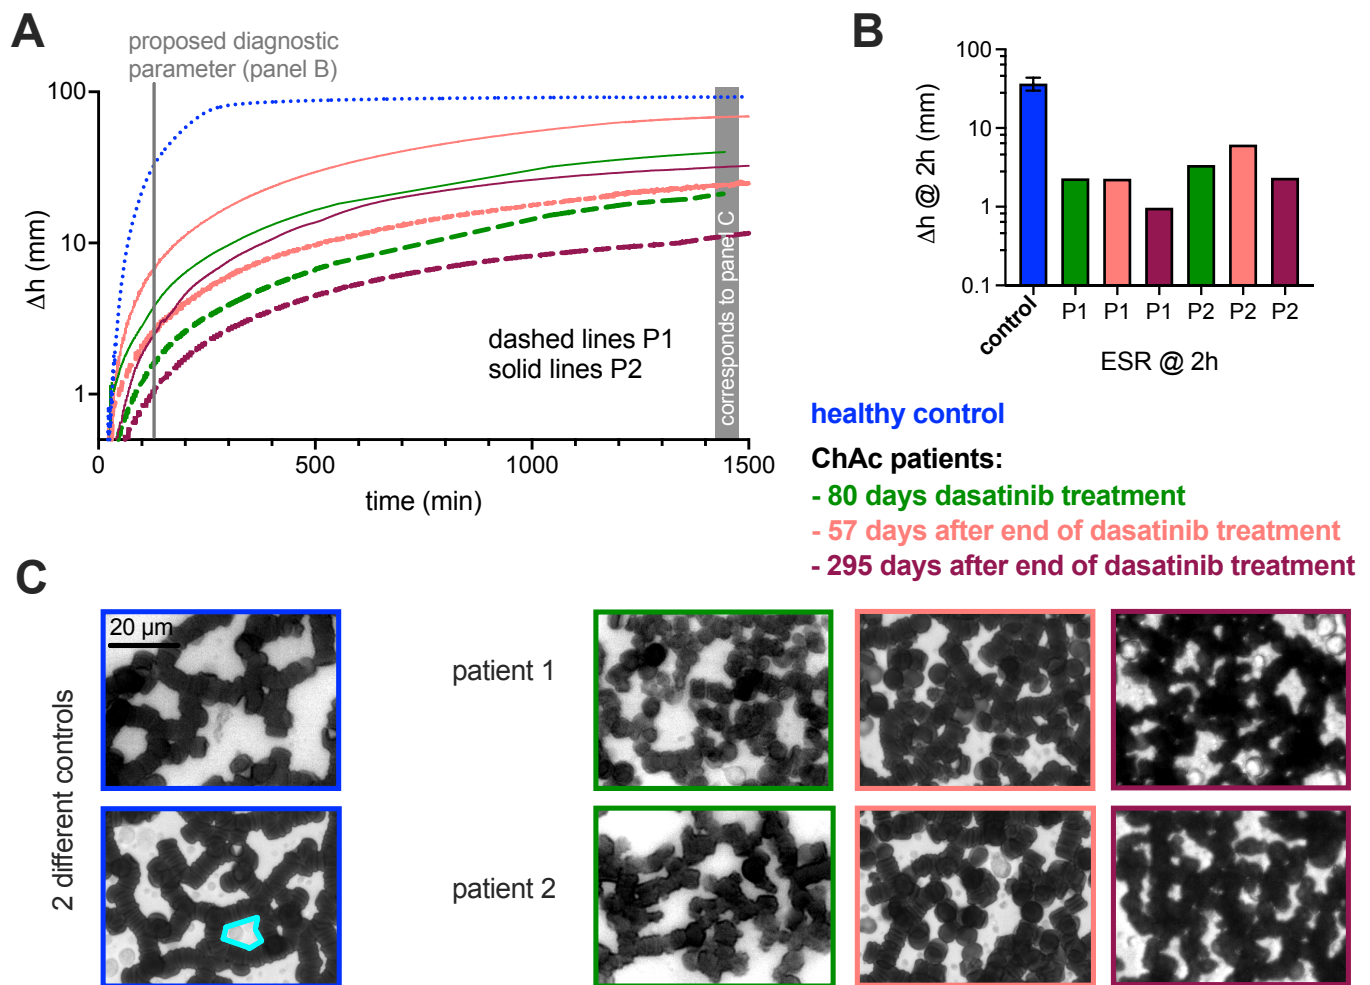 A
proposed diagnostic
parameter (panel B)
100
10
1
Δh (mm)
0
500
1000
1500
time (min)
dashed lines P1
solid lines P2
corresponds to panel C
B
100
10
1
0.1
Δh @ 2h (mm)
control
P1
P1
P1
P2
P2
P2
ESR @ 2h
healthy control
ChAc patients:
- 80 days dasatinib treatment
- 57 days after end of dasatinib treatment
- 295 days after end of dasatinib treatment
C
2 different controls
20 µm
patient 1
patient 2